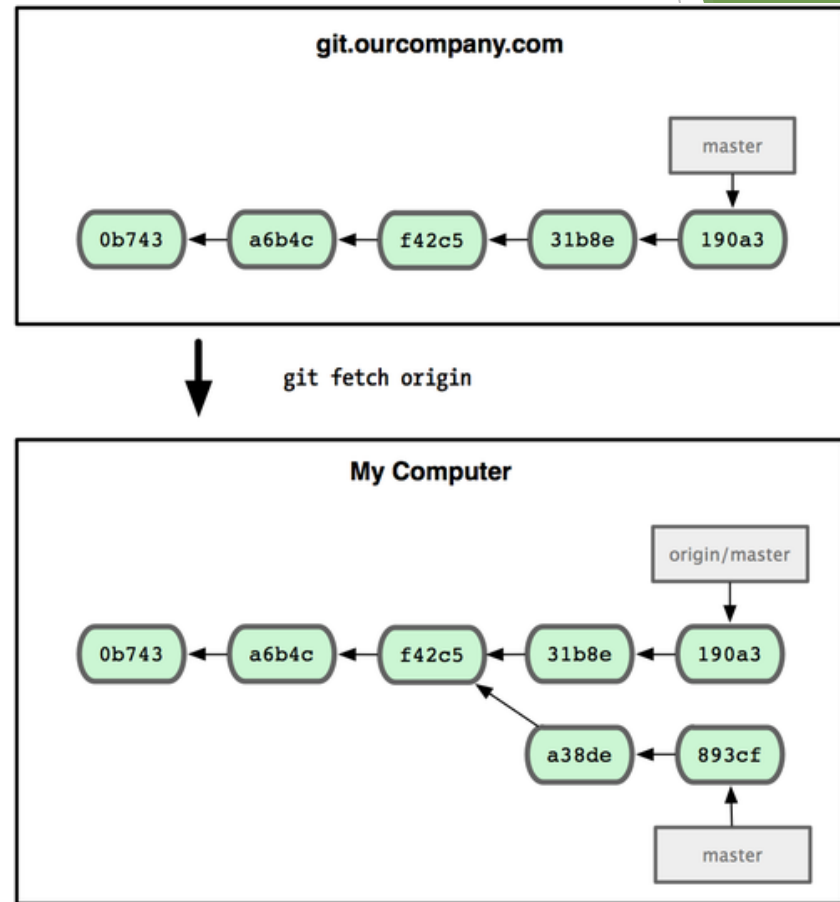 git.ourcompany.com
master
0b743 a6b4c f42c5 31b8e 190a3
git fetch origin
My Computer
origin/master
0b743 a6b4c f42c5 31b8e 190a3
a38de 893cf
master